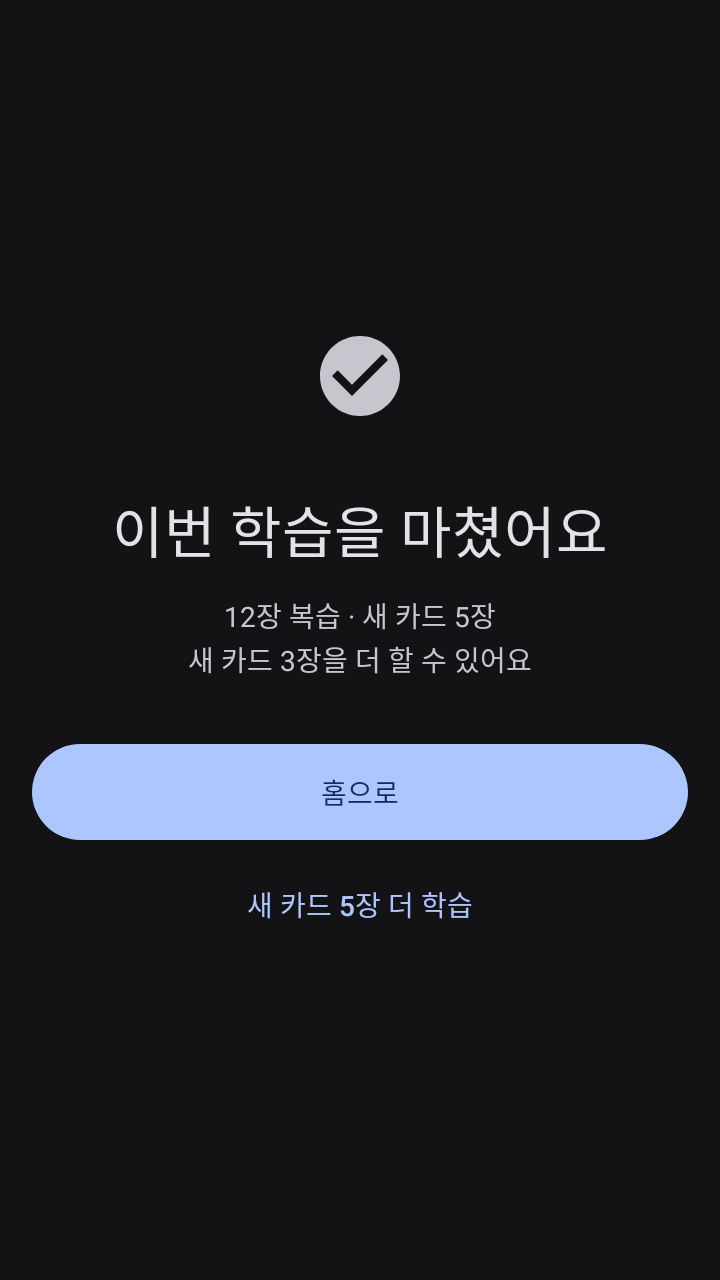 이번 학습을 마쳤어요
12장 복습 · 새 카드 5장
새 카드 3장을 더 할 수 있어요
홈으로
새 카드 5장 더 학습